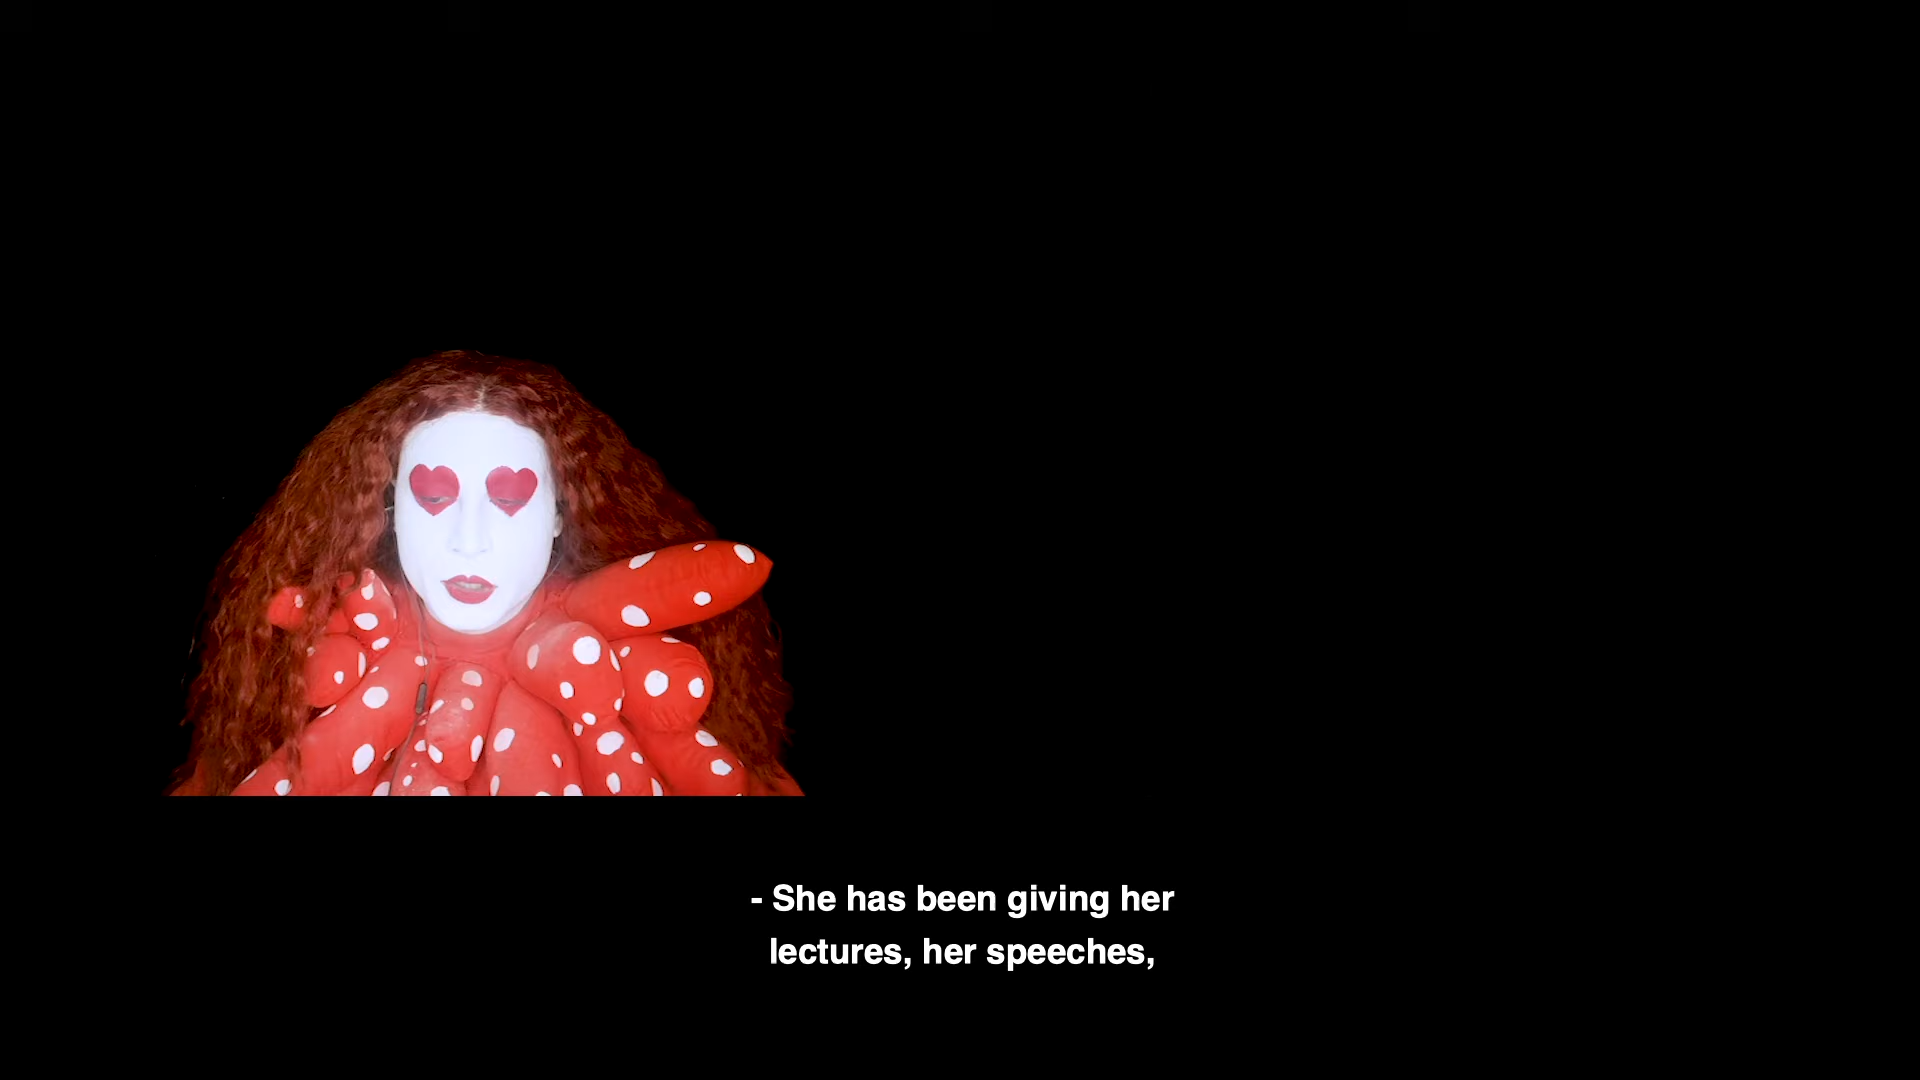 - She has been giving her
lectures, her speeches,